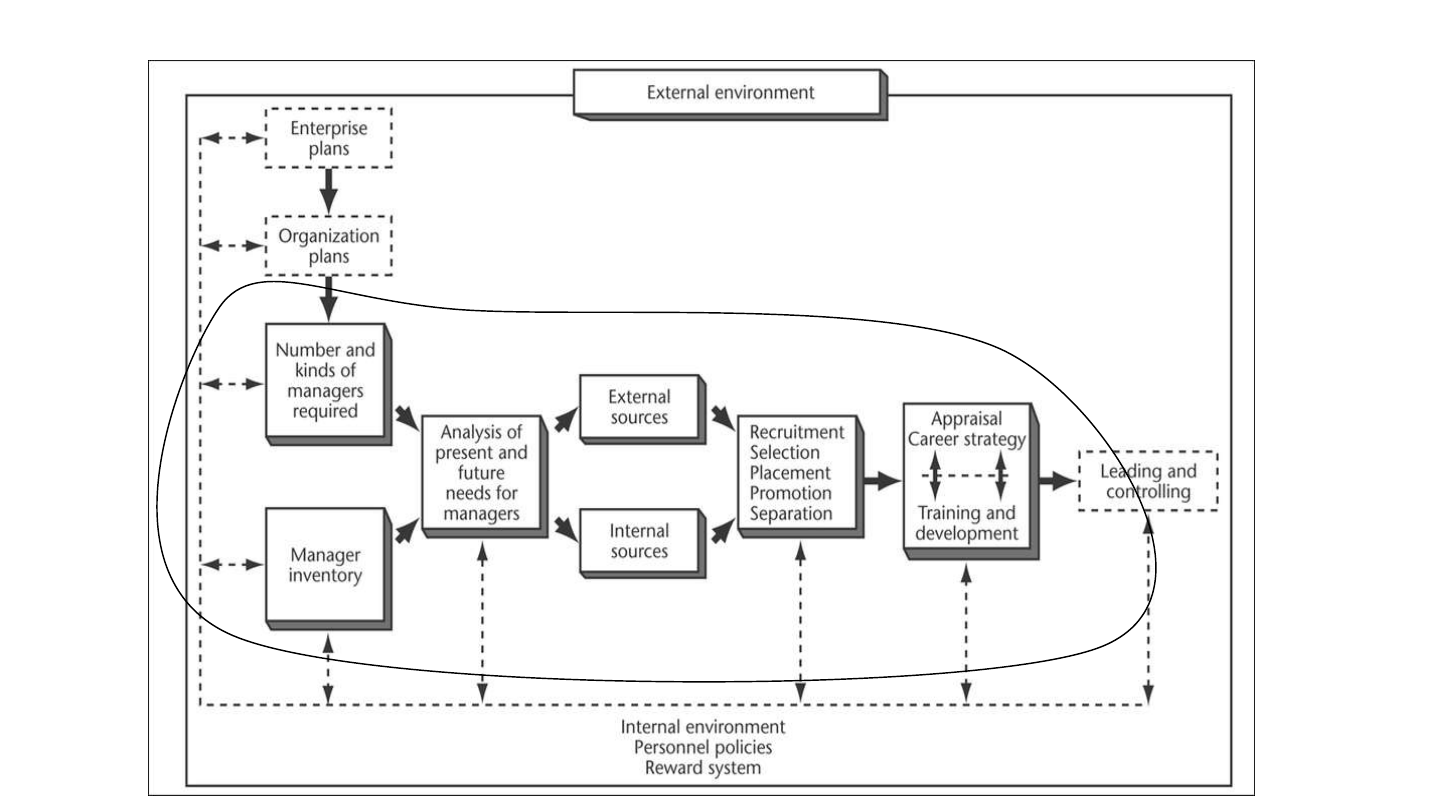 External environment
Enterprise
plans
Organization
plans
Number and
kinds of
managers
required
Manager
inventory
Analysis of
present and
future
needs for
managers
External
sources
Internal
sources
Recruitment
Selection
Placement
Promotion
Separation
Appraisal
Career strategy
Training and
development
Leading and
controlling
Internal environment
Personnel policies
Reward system